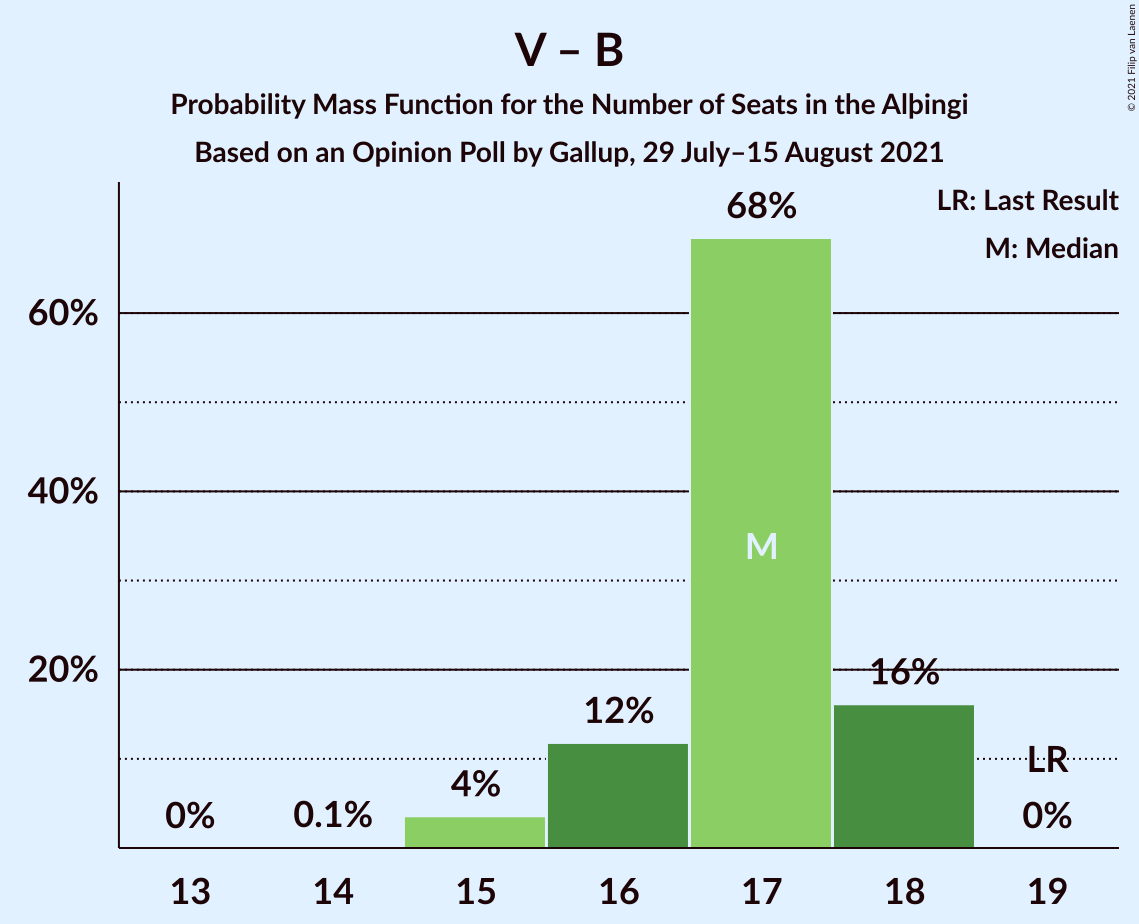 V – B
Probability Mass Function for the Number of Seats in the Alþingi
Based on an Opinion Poll by Gallup, 29 July–15 August 2021
© 2021 Filip van Laenen
LR: Last Result
M: Median
68%
60%
40%
M
20%
16%
12%
4%
LR
0%
0.1%
0%
13
14
15
16
17
18
19